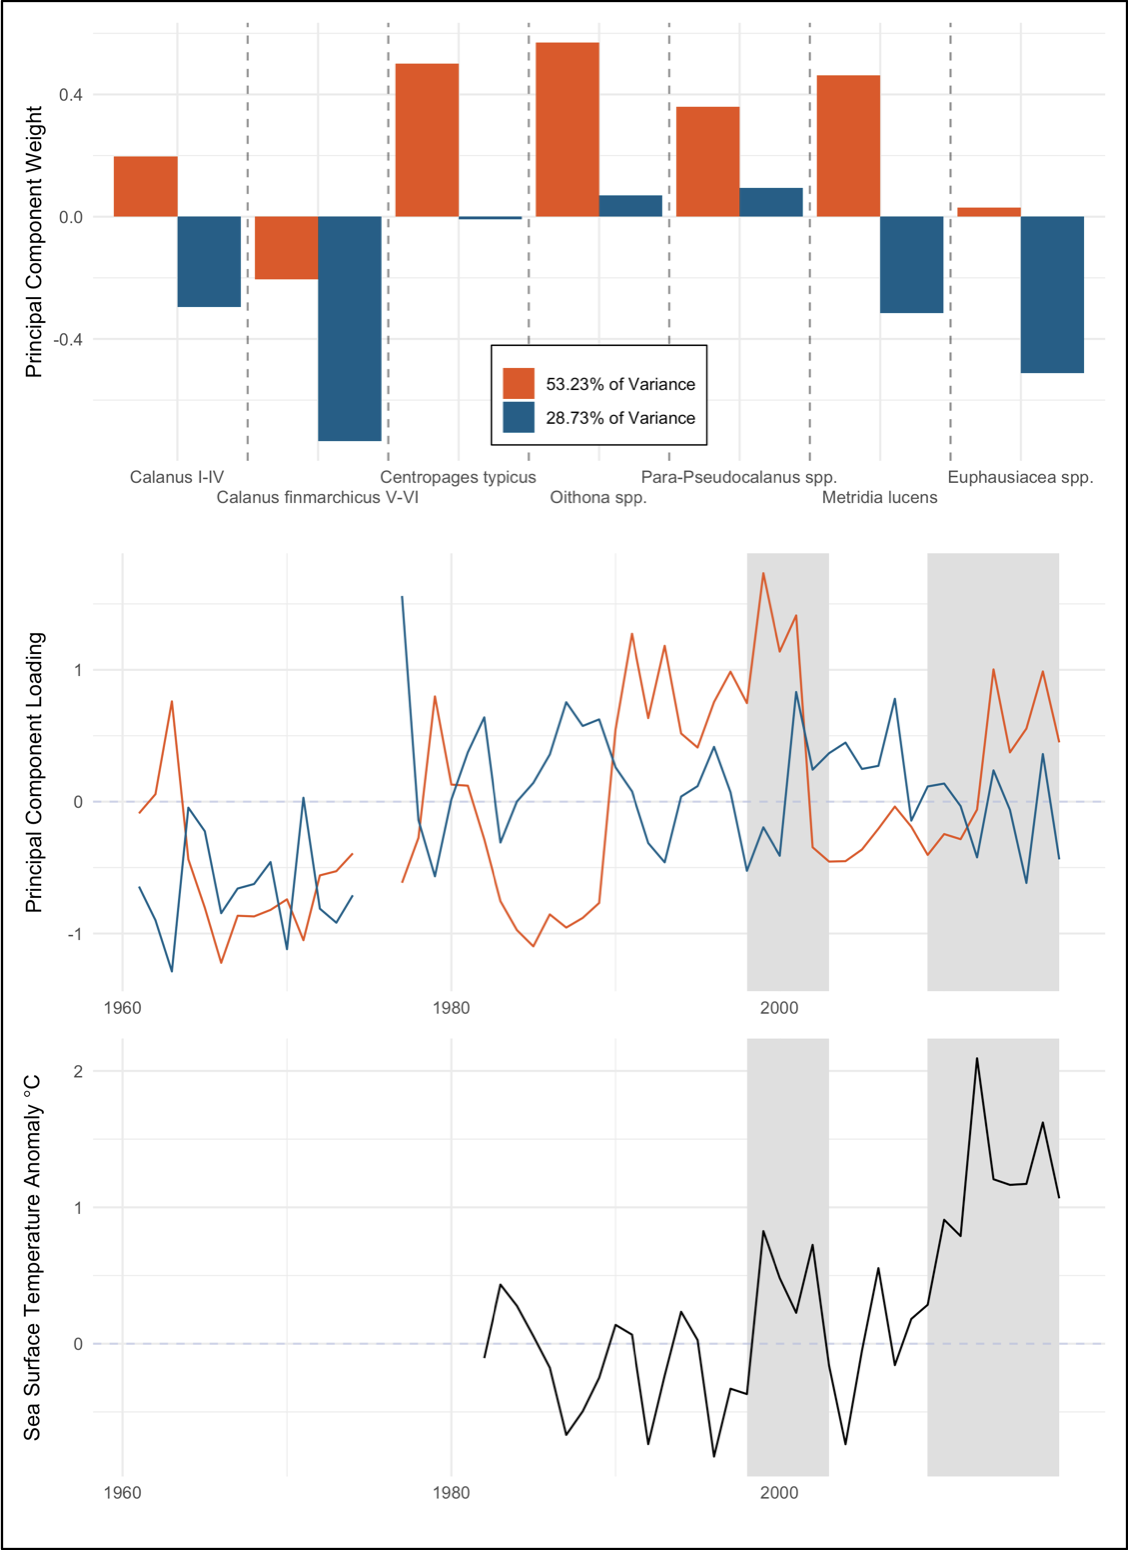 Principal Component Weight
0.4
0.0
-0.4
53.23% of Variance
28.73% of Variance
Calanus I-IV
Calanus finmarchicus V-VI
Centropages typicus
Oithona spp.
Para-Pseudocalanus spp.
Metridia lucens
Euphausiacea spp.
Principal Component Loading
1
0
-1
1960
1980
2000
Sea Surface Temperature Anomaly °C
2
1
0
1960
1980
2000